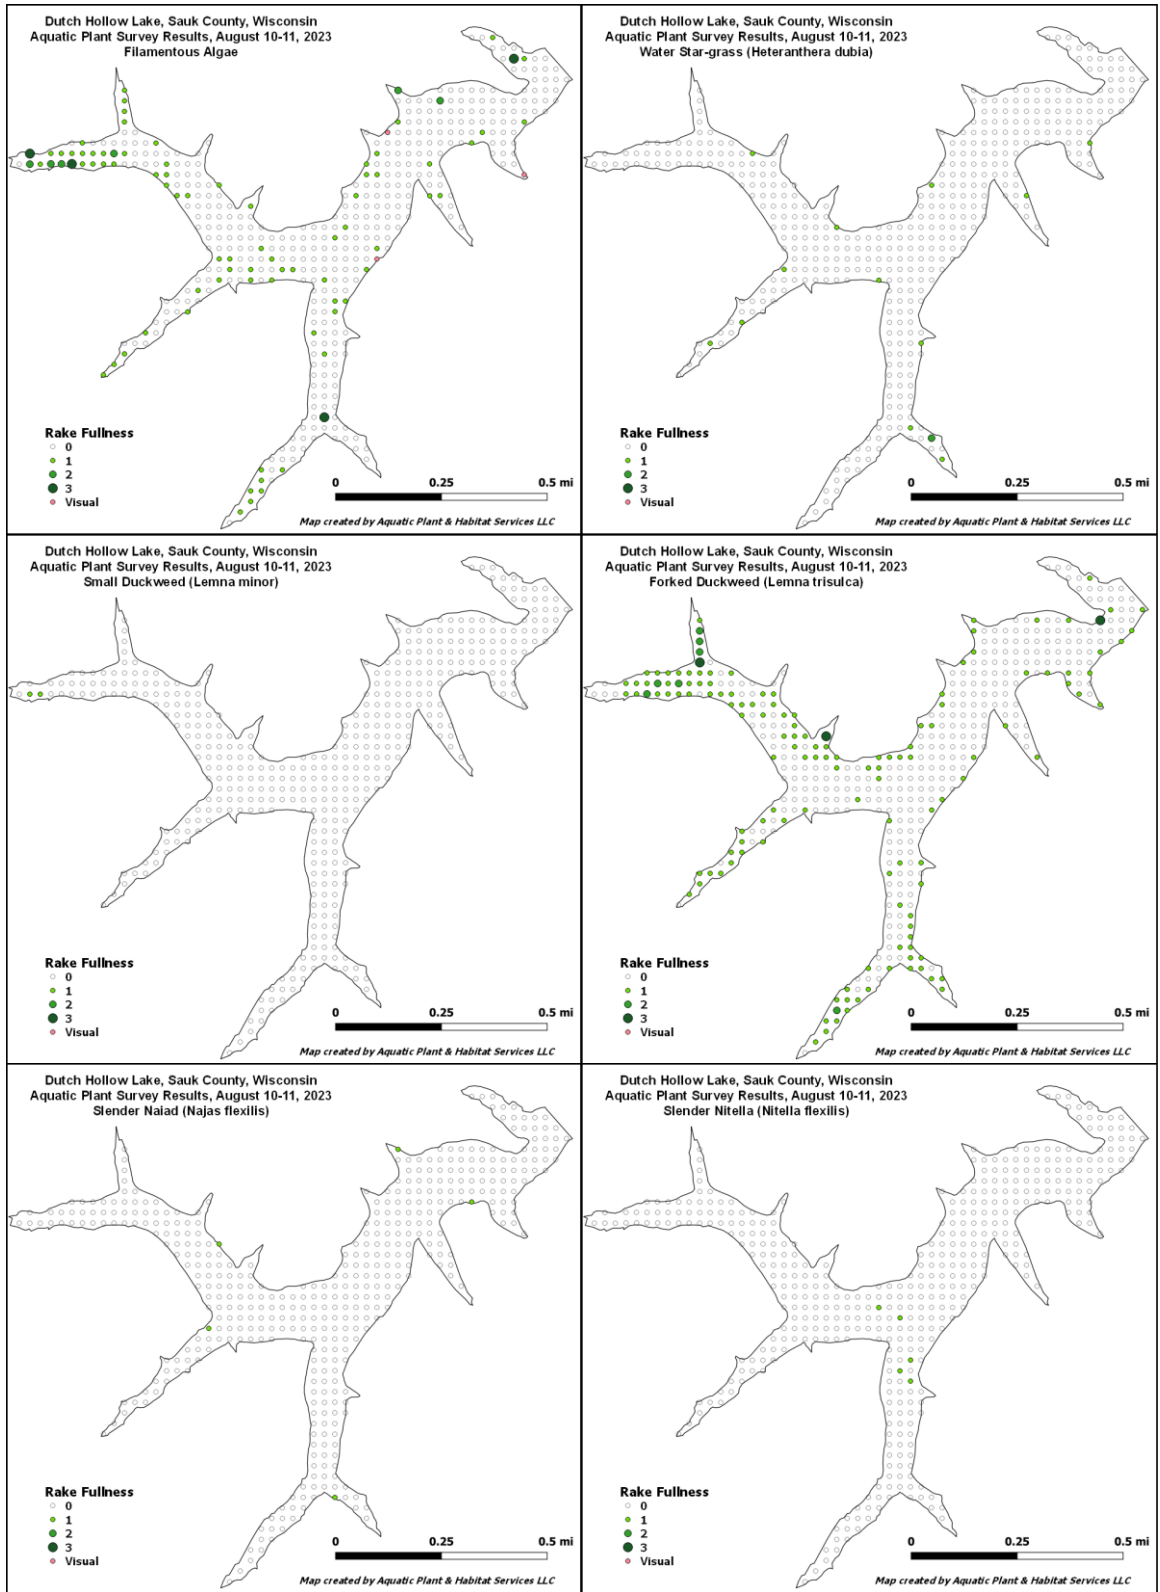 Dutch Hollow Lake, Sauk County, Wisconsin
Aquatic Plant Survey Results, August 10-11, 2023
Filamentous Algae
Rake Fullness
0
1
2
3
Visual
0 0.25 0.5 mi
Map created by Aquatic Plant & Habitat Services LLC
Dutch Hollow Lake, Sauk County, Wisconsin
Aquatic Plant Survey Results, August 10-11, 2023
Water Star-grass (Heteranthera dubia)
Rake Fullness
0
1
2
3
Visual
0 0.25 0.5 mi
Map created by Aquatic Plant & Habitat Services LLC
Dutch Hollow Lake, Sauk County, Wisconsin
Aquatic Plant Survey Results, August 10-11, 2023
Small Duckweed (Lemna minor)
Rake Fullness
0
1
2
3
Visual
0 0.25 0.5 mi
Map created by Aquatic Plant & Habitat Services LLC
Dutch Hollow Lake, Sauk County, Wisconsin
Aquatic Plant Survey Results, August 10-11, 2023
Forked Duckweed (Lemna trisulca)
Rake Fullness
0
1
2
3
Visual
0 0.25 0.5 mi
Map created by Aquatic Plant & Habitat Services LLC
Dutch Hollow Lake, Sauk County, Wisconsin
Aquatic Plant Survey Results, August 10-11, 2023
Slender Naiad (Najas flexilis)
Rake Fullness
0
1
2
3
Visual
0 0.25 0.5 mi
Map created by Aquatic Plant & Habitat Services LLC
Dutch Hollow Lake, Sauk County, Wisconsin
Aquatic Plant Survey Results, August 10-11, 2023
Slender Nitella (Nitella flexilis)
Rake Fullness
0
1
2
3
Visual
0 0.25 0.5 mi
Map created by Aquatic Plant & Habitat Services LLC